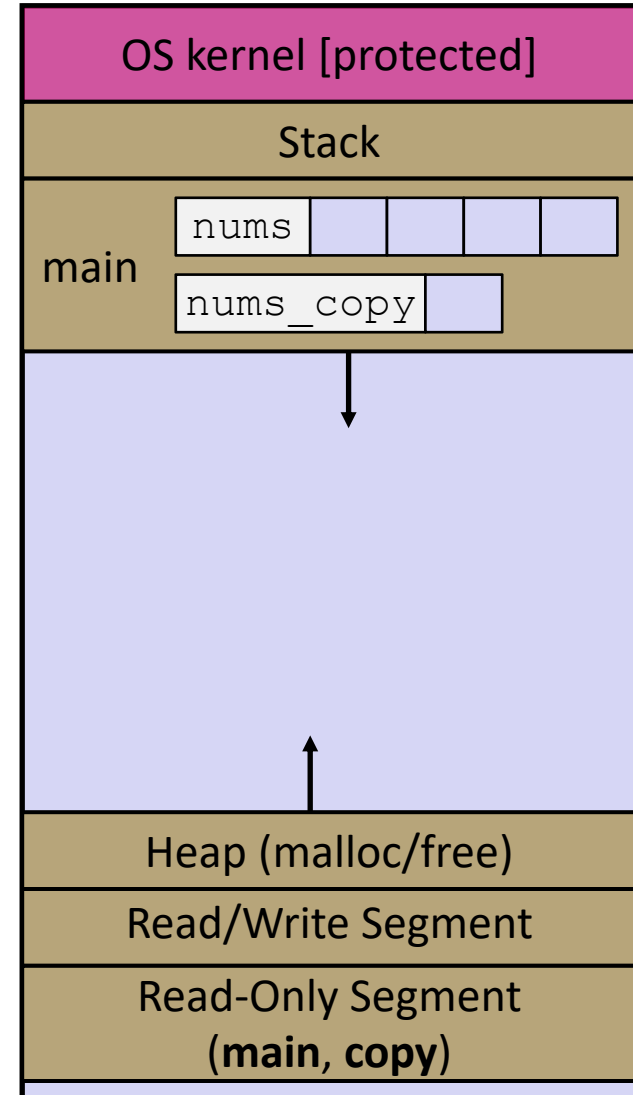 OS kernel [protected]
Stack
main
nums
nums_copy
Heap (malloc/free)
Read/Write Segment
Read-Only Segment
(main, copy)